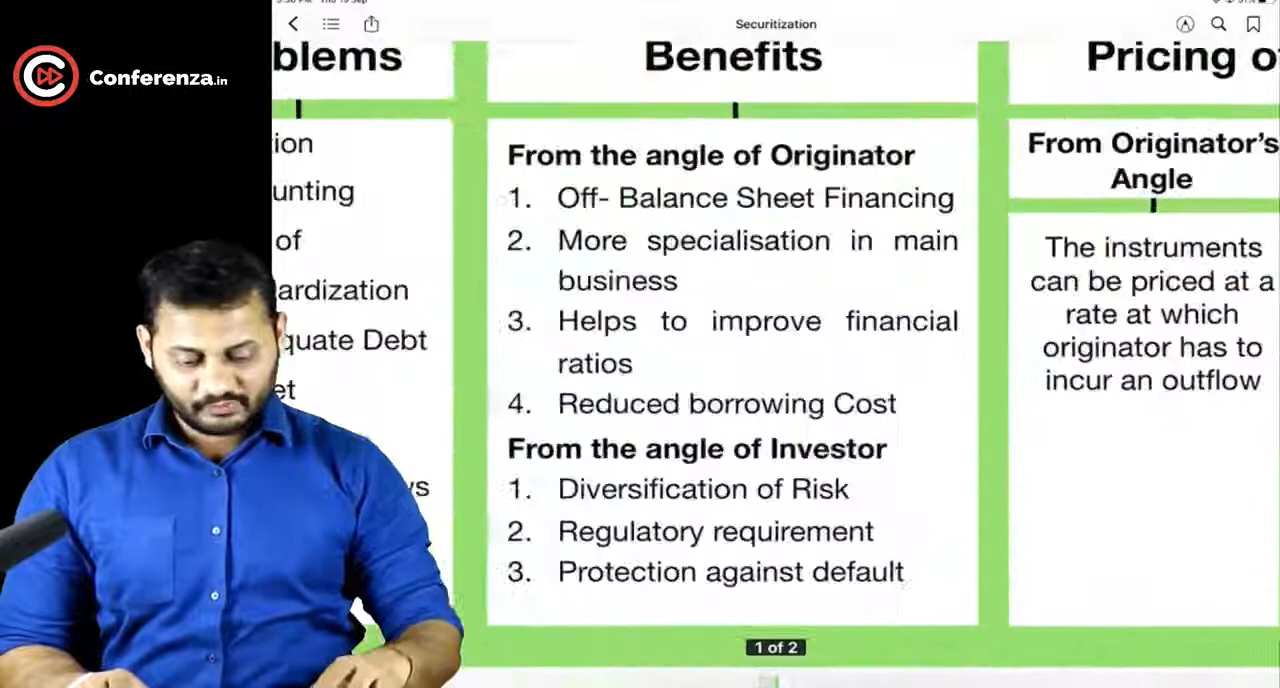 Thu 15 Sep
Securitization
Conferenza.in
blems
ion
unting
of
ardization
quate Debt
et
ys
Benefits
From the angle of Originator
1. Off- Balance Sheet Financing
2. More specialisation in main
business
3. Helps to improve financial
ratios
4. Reduced borrowing Cost
From the angle of Investor
1. Diversification of Risk
2. Regulatory requirement
3. Protection against default
Pricing o
From Originator's
Angle
The instruments
can be priced at a
rate at which
originator has to
incur an outflow
1 of 2